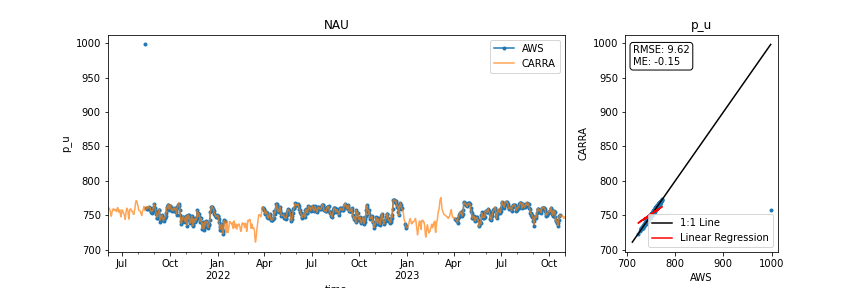 NAU
p_u
1000
950
900
850
800
750
700
p_u
AWS
CARRA
Jul
Oct
Jan
2022
Apr
Jul
Oct
Jan
2023
Apr
Jul
Oct
time
p_u
RMSE: 9.62
ME: -0.15
1000
950
900
850
800
750
700
CARRA
1:1 Line
Linear Regression
700
800
900
1000
AWS